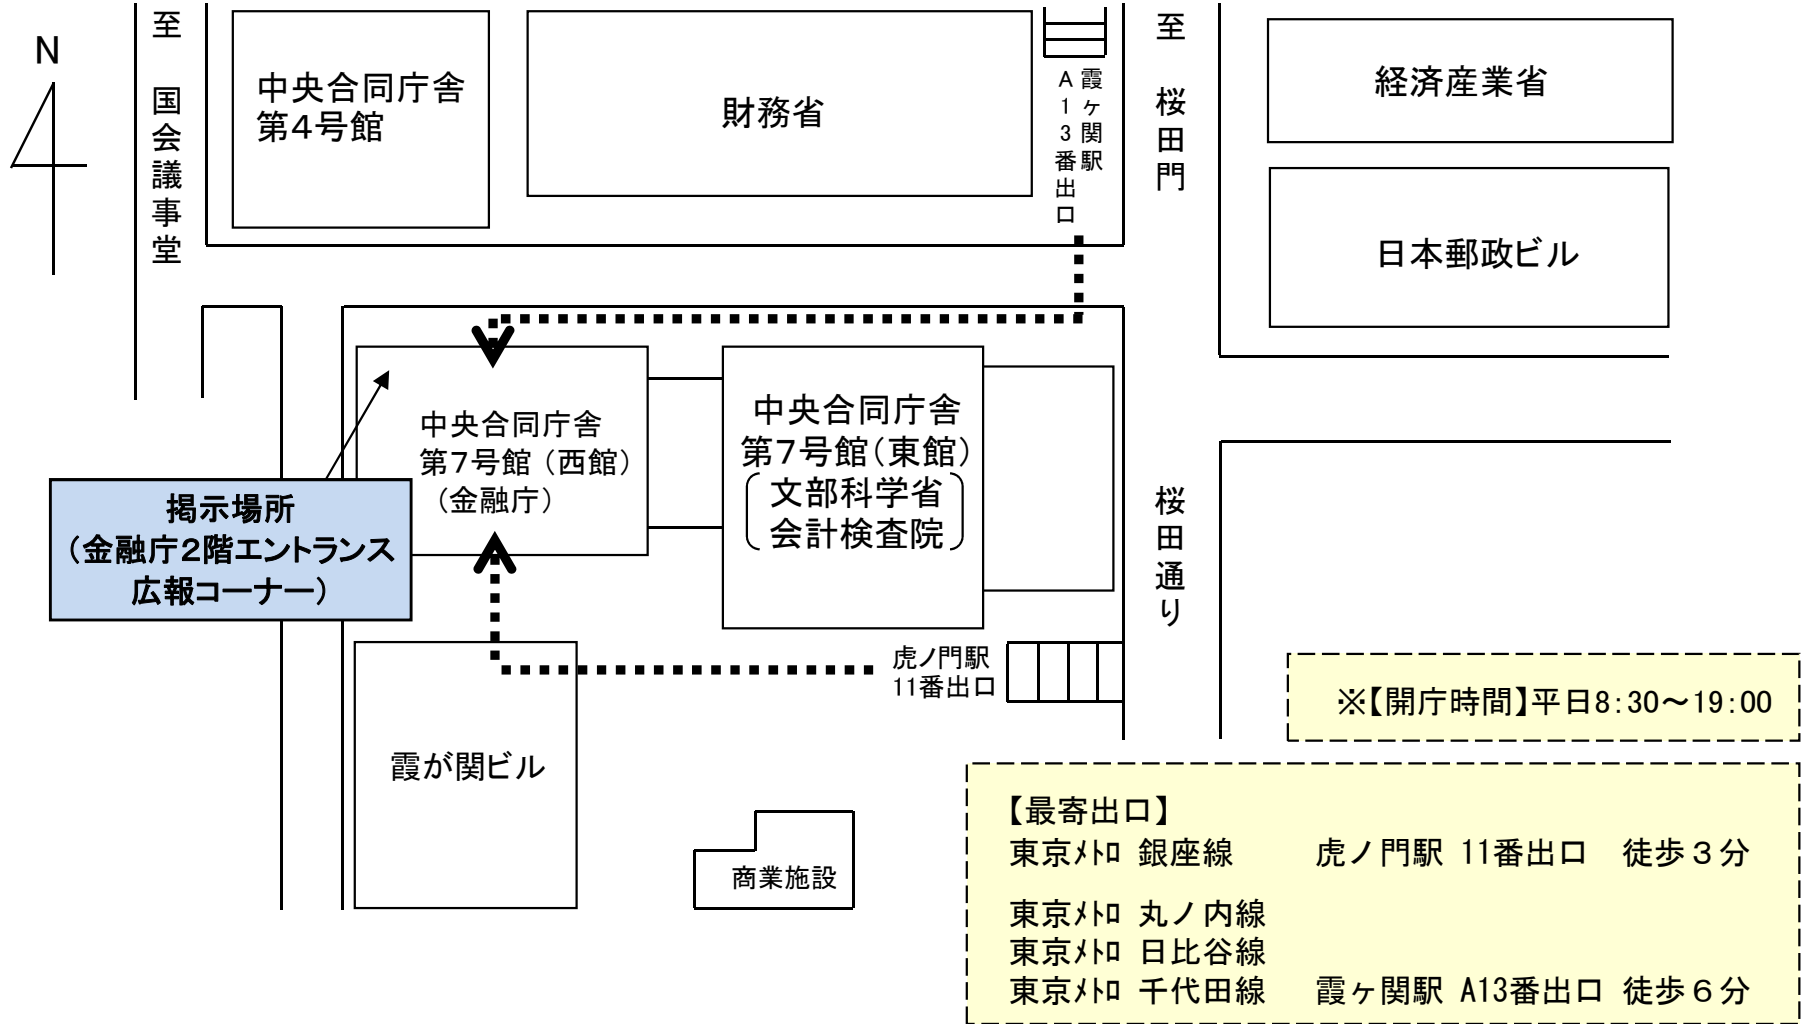 N
至　国会議事堂
中央合同庁舎
第4号館
財務省
霞ヶ関駅
A13番出口
至　桜田門
経済産業省
日本郵政ビル
中央合同庁舎
第7号館（西館）
（金融庁）
中央合同庁舎
第7号館（東館）
文部科学省
会計検査院
掲示場所
（金融庁2階エントランス
広報コーナー）
桜田通り
虎ノ門駅
11番出口
霞が関ビル
商業施設
※【開庁時間】平日8:30～19:00
【最寄出口】
東京ﾒﾄﾛ 銀座線　　虎ノ門駅 11番出口　徒歩３分
東京ﾒﾄﾛ 丸ノ内線
東京ﾒﾄﾛ 日比谷線
東京ﾒﾄﾛ 千代田線　霞ヶ関駅 A13番出口 徒歩６分